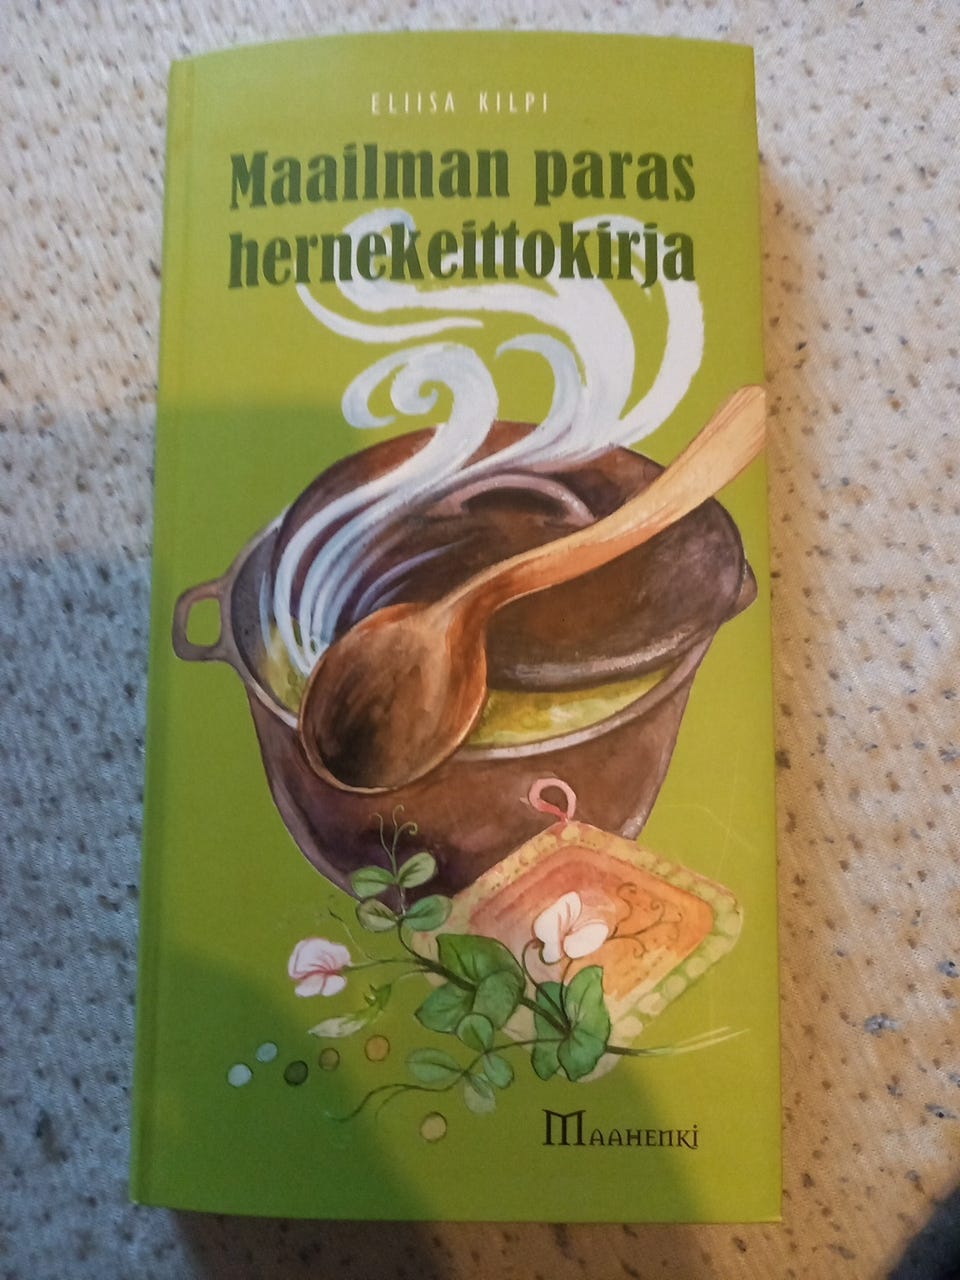 ELIISA KILPI
Maailman paras
hernekeittokirja
MAAHENKI